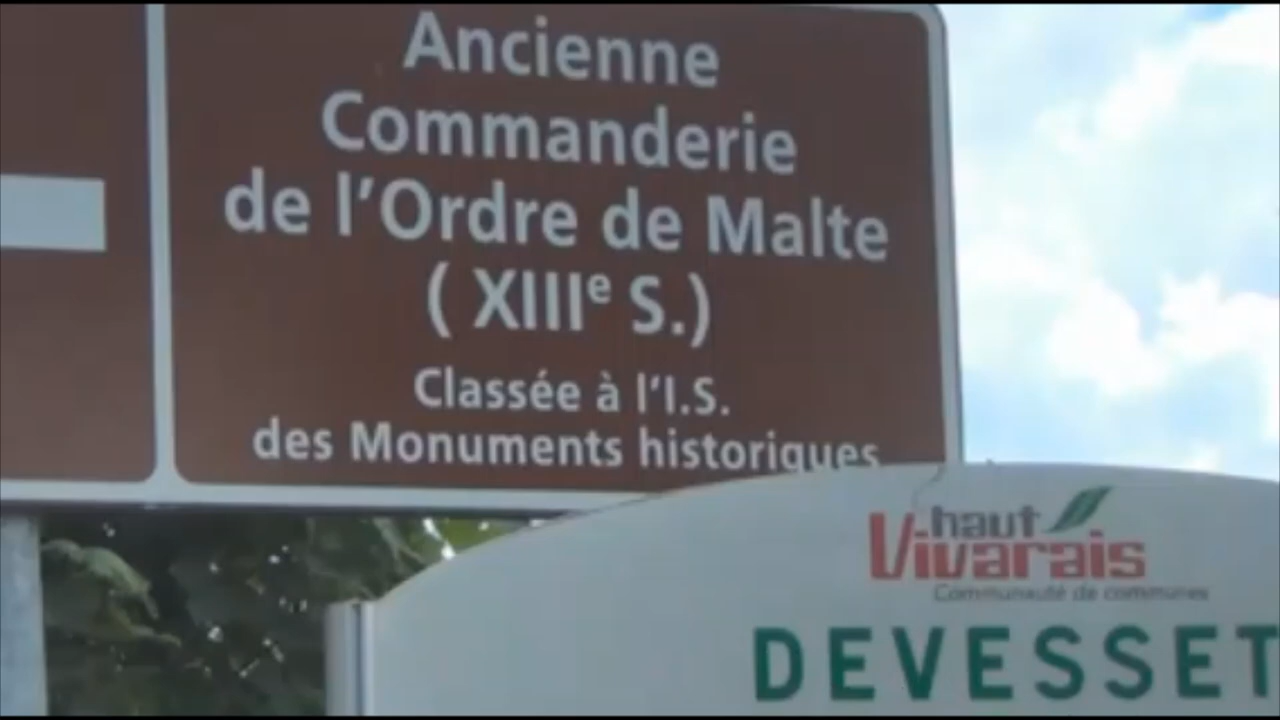 Ancienne
Commanderie
de l'Ordre de Malte
( XIIIe S.)
Classée à l'I.S.
des Monuments historiques
haut
Vivarais
Communauté de communes
DEVESSET